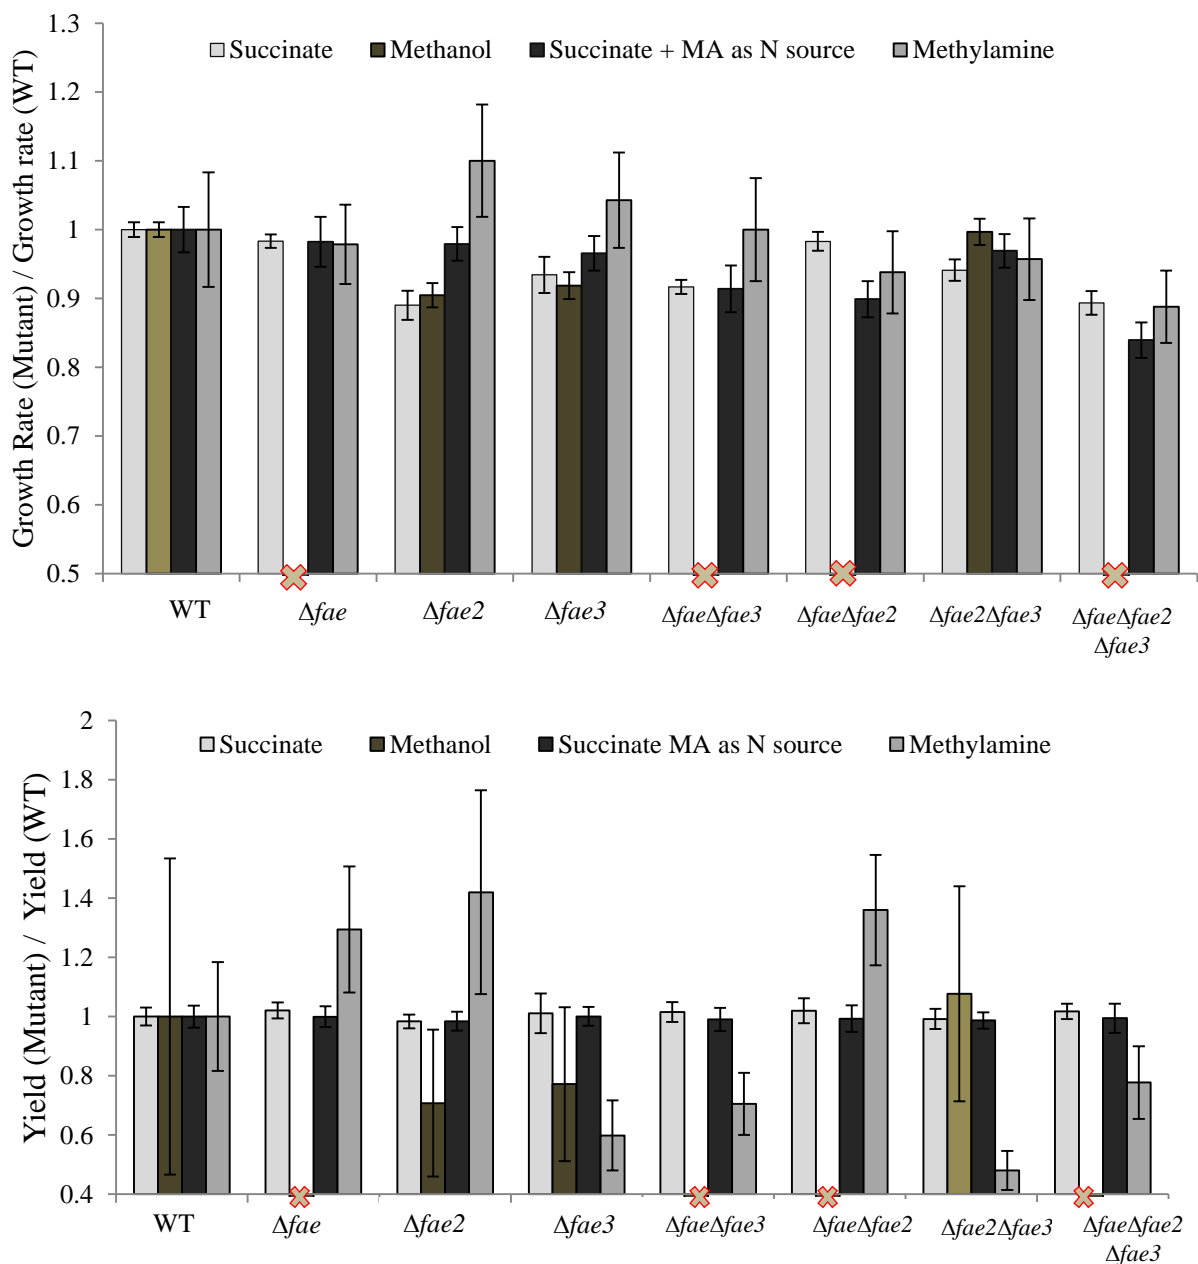 Growth Rate (Mutant) / Growth rate (WT)
1.3
1.2
1.1
1
0.9
0.8
0.7
0.6
0.5
Succinate Methanol Succinate + MA as N source Methylamine
WT Δfae Δfae2 Δfae3 ΔfaeΔfae3 ΔfaeΔfae2 Δfae2Δfae3 ΔfaeΔfae2
Δfae3
Yield (Mutant) / Yield (WT)
2
1.8
1.6
1.4
1.2
1
0.8
0.6
0.4
Succinate Methanol Succinate MA as N source Methylamine
WT Δfae Δfae2 Δfae3 ΔfaeΔfae3 ΔfaeΔfae2 Δfae2Δfae3 ΔfaeΔfae2
Δfae3